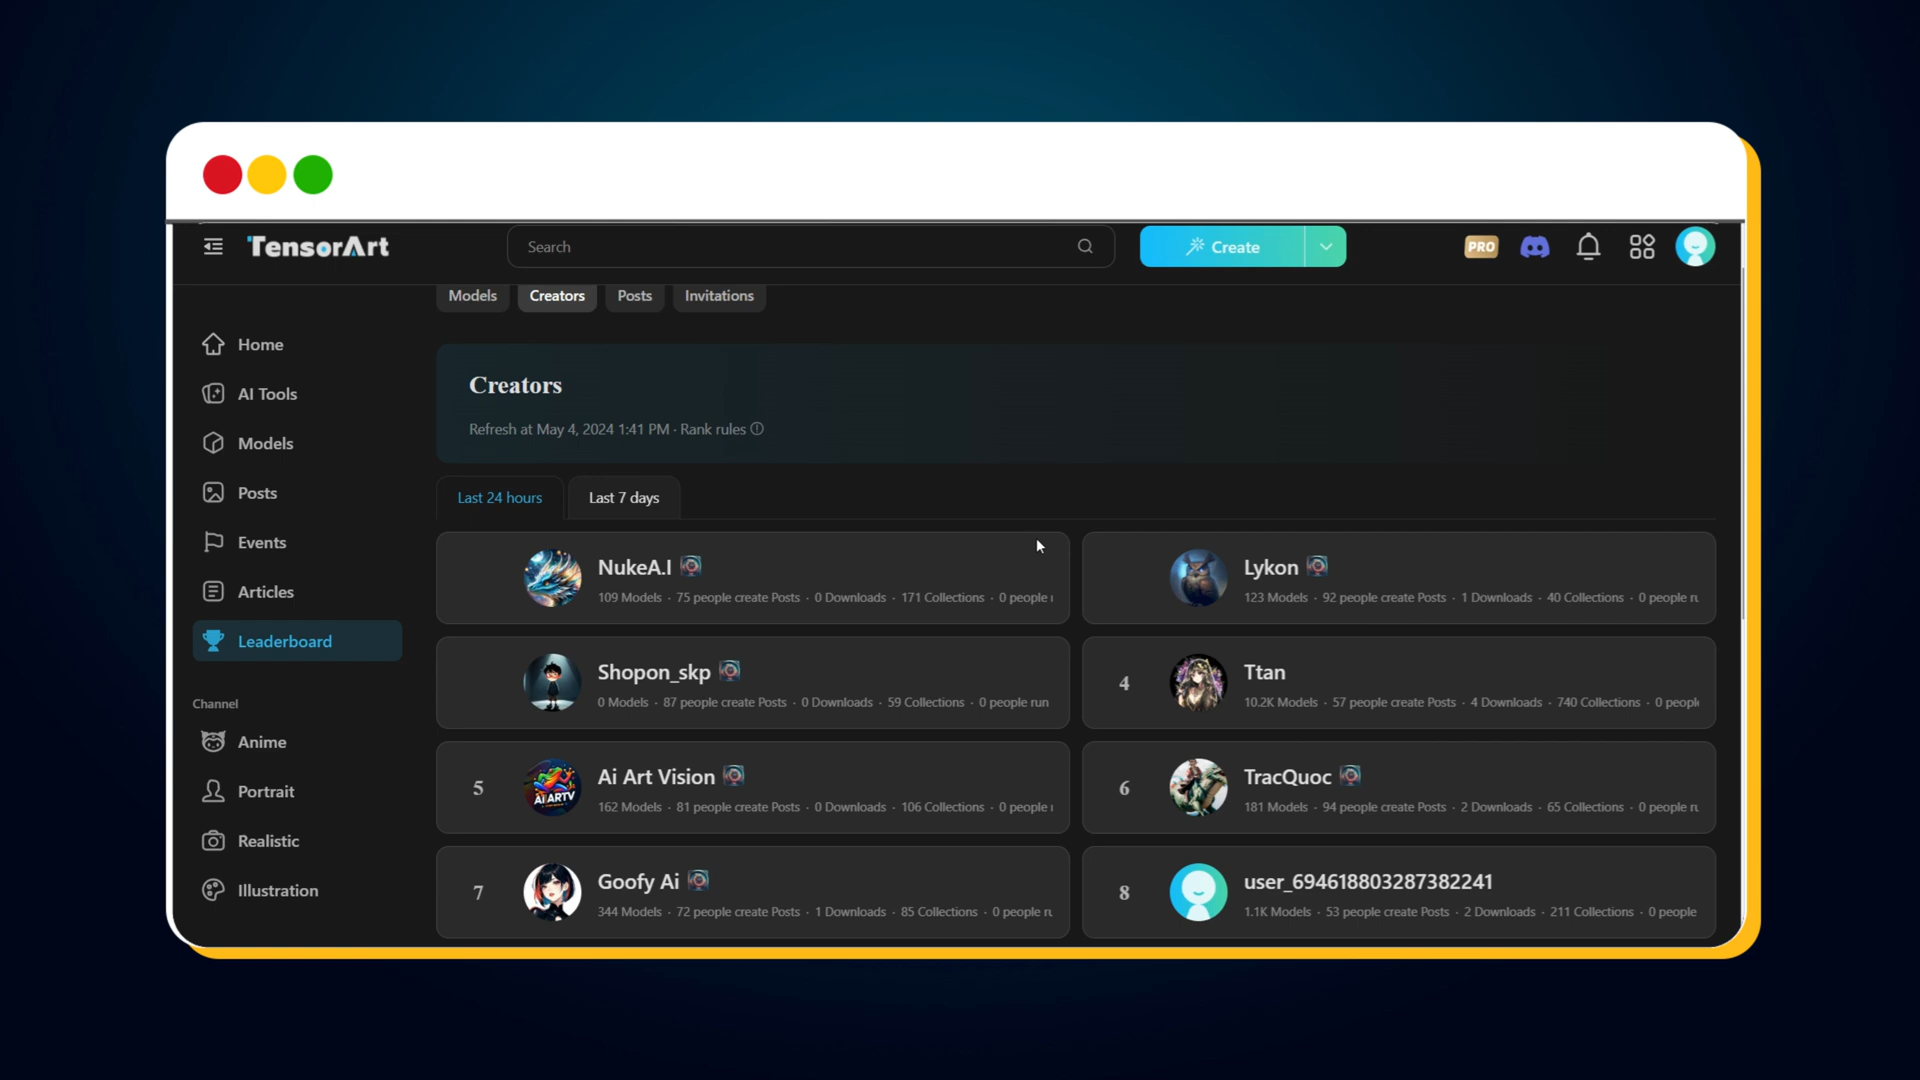 TensorArt
Search
Create
PRO
Models
Creators
Posts
Invitations
Home
AI Tools
Models
Posts
Events
Articles
Leaderboard
Channel
Anime
Portrait
Realistic
Illustration
Creators
Refresh at May 4, 2024 1:41 PM · Rank rules
Last 24 hours
Last 7 days
NukeA.I
109 Models · 75 people create Posts · 0 Downloads · 171 Collections · 0 people
Lykon
123 Models · 92 people create Posts · 1 Downloads · 40 Collections · 0 people
Shopon_skp
0 Models · 87 people create Posts · 0 Downloads · 59 Collections · 0 people run
4
Ttan
10.2K Models · 57 people create Posts · 4 Downloads · 740 Collections · 0 people
5
AI ARTV
Ai Art Vision
162 Models · 81 people create Posts · 0 Downloads · 106 Collections · 0 people
6
TracQuoc
181 Models · 94 people create Posts · 2 Downloads · 65 Collections · 0 people
7
Goofy Ai
344 Models · 72 people create Posts · 1 Downloads · 85 Collections · 0 people
8
user_694618803287382241
1.1K Models · 53 people create Posts · 2 Downloads · 211 Collections · 0 people